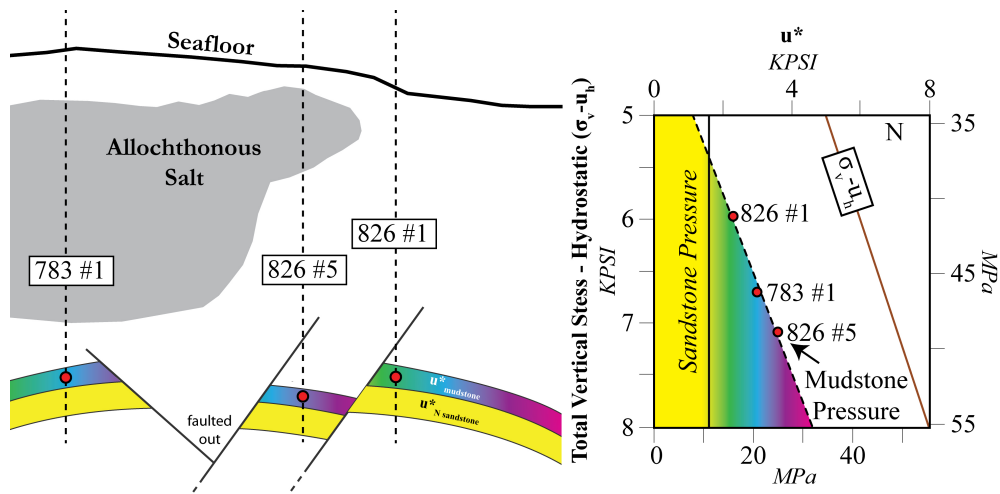 Seafloor
Allochthonous
Salt
826 #1
783 #1
826 #5
u*mudstone
u*N sandstone
faulted
out
u*
KPSI
0 4 8
Total Vertical Stess - Hydrostatic (σv-uh)
KPSI
5
6
7
8
N
35
45
55
MPa
σv-uh
Sandstone Pressure
826 #1
783 #1
826 #5
Mudstone
Pressure
0 20 40
MPa